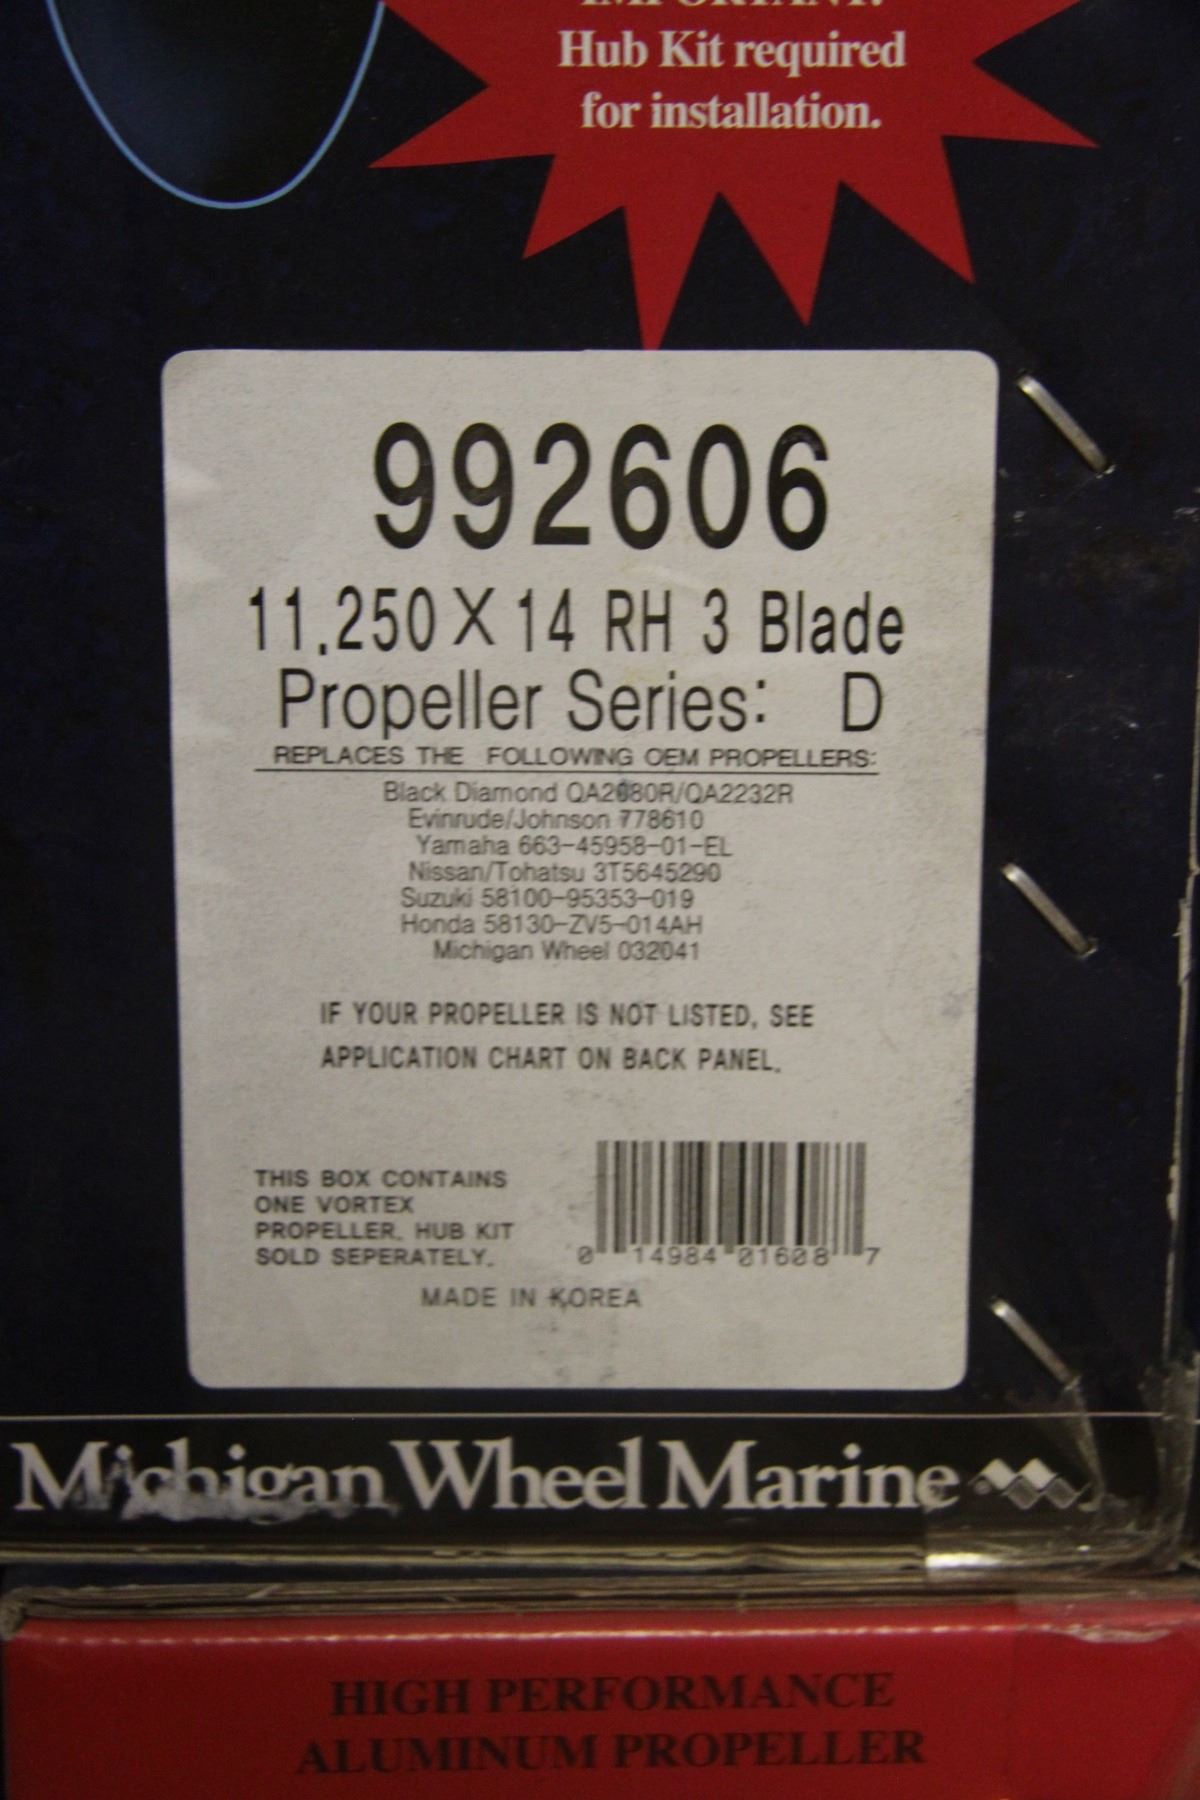 IMPORTANT:
Hub Kit required
for installation.
992606
11.250 X 14 RH 3 Blade
Propeller Series: D
REPLACES THE FOLLOWING OEM PROPELLERS:
Black Diamond QA2080R/QA2232R
Evinrude/Johnson 778610
Yamaha 663-45958-01-EL
Nissan/Tohatsu 3T5645290
Suzuki 58100-95353-019
Honda 58130-ZV5-014AH
Michigan Wheel 032041
IF YOUR PROPELLER IS NOT LISTED, SEE
APPLICATION CHART ON BACK PANEL.
THIS BOX CONTAINS
ONE VORTEX
PROPELLER. HUB KIT
SOLD SEPERATELY.
0 14984 01608 7
MADE IN KOREA
Michigan Wheel Marine
HIGH PERFORMANCE
ALUMINUM PROPELLER